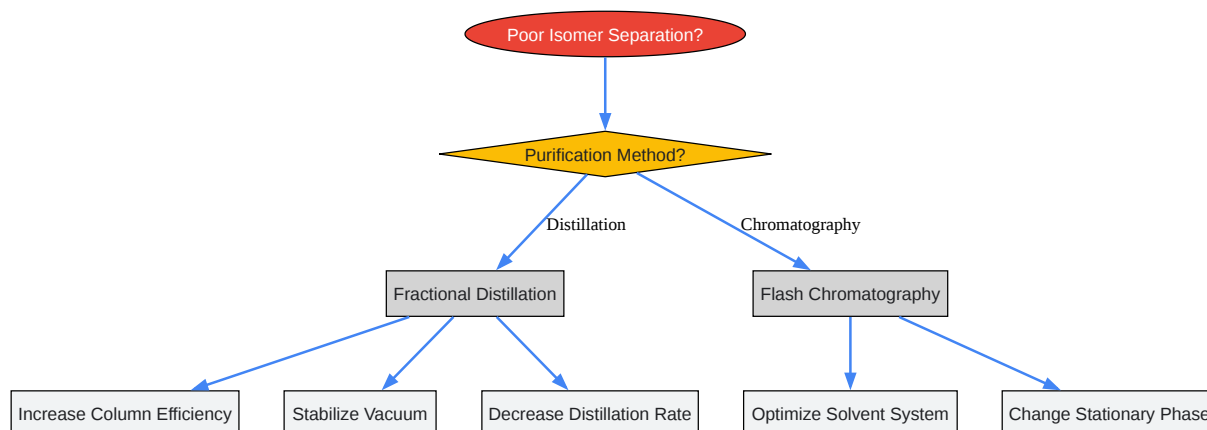 Poor Isomer Separation?
Purification Method?
Distillation
Chromatography
Fractional Distillation
Flash Chromatography
Increase Column Efficiency
Stabilize Vacuum
Decrease Distillation Rate
Optimize Solvent System
Change Stationary Phase